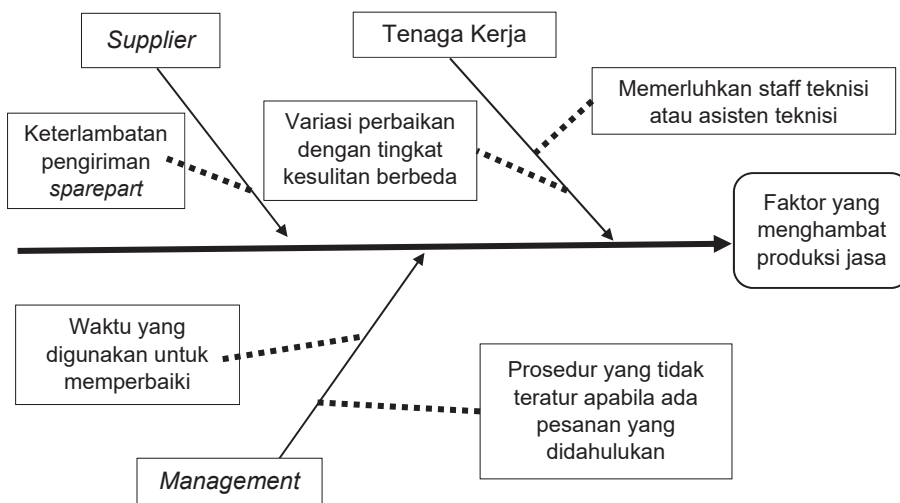 Supplier
Tenaga Kerja
Memerluhkan staff teknisi
atau asisten teknisi
Keterlambatan
pengiriman
sparepart
Variasi perbaikan
dengan tingkat
kesulitan berbeda
Faktor yang
menghambat
produksi jasa
Waktu yang
digunakan untuk
memperbaiki
Prosedur yang tidak
teratur apabila ada
pesanan yang
didahulukan
Management